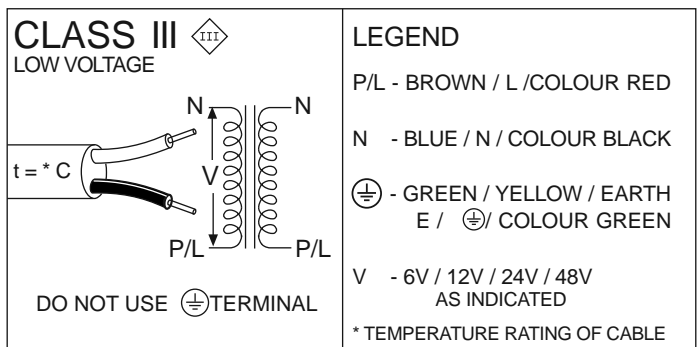 CLASS III III
LOW VOLTAGE
N N
t = * C
V
P/L P/L
DO NOT USE TERMINAL
LEGEND
P/L - BROWN / L /COLOUR RED
N - BLUE / N / COLOUR BLACK
- GREEN / YELLOW / EARTH
E / / COLOUR GREEN
V - 6V / 12V / 24V / 48V
AS INDICATED
* TEMPERATURE RATING OF CABLE